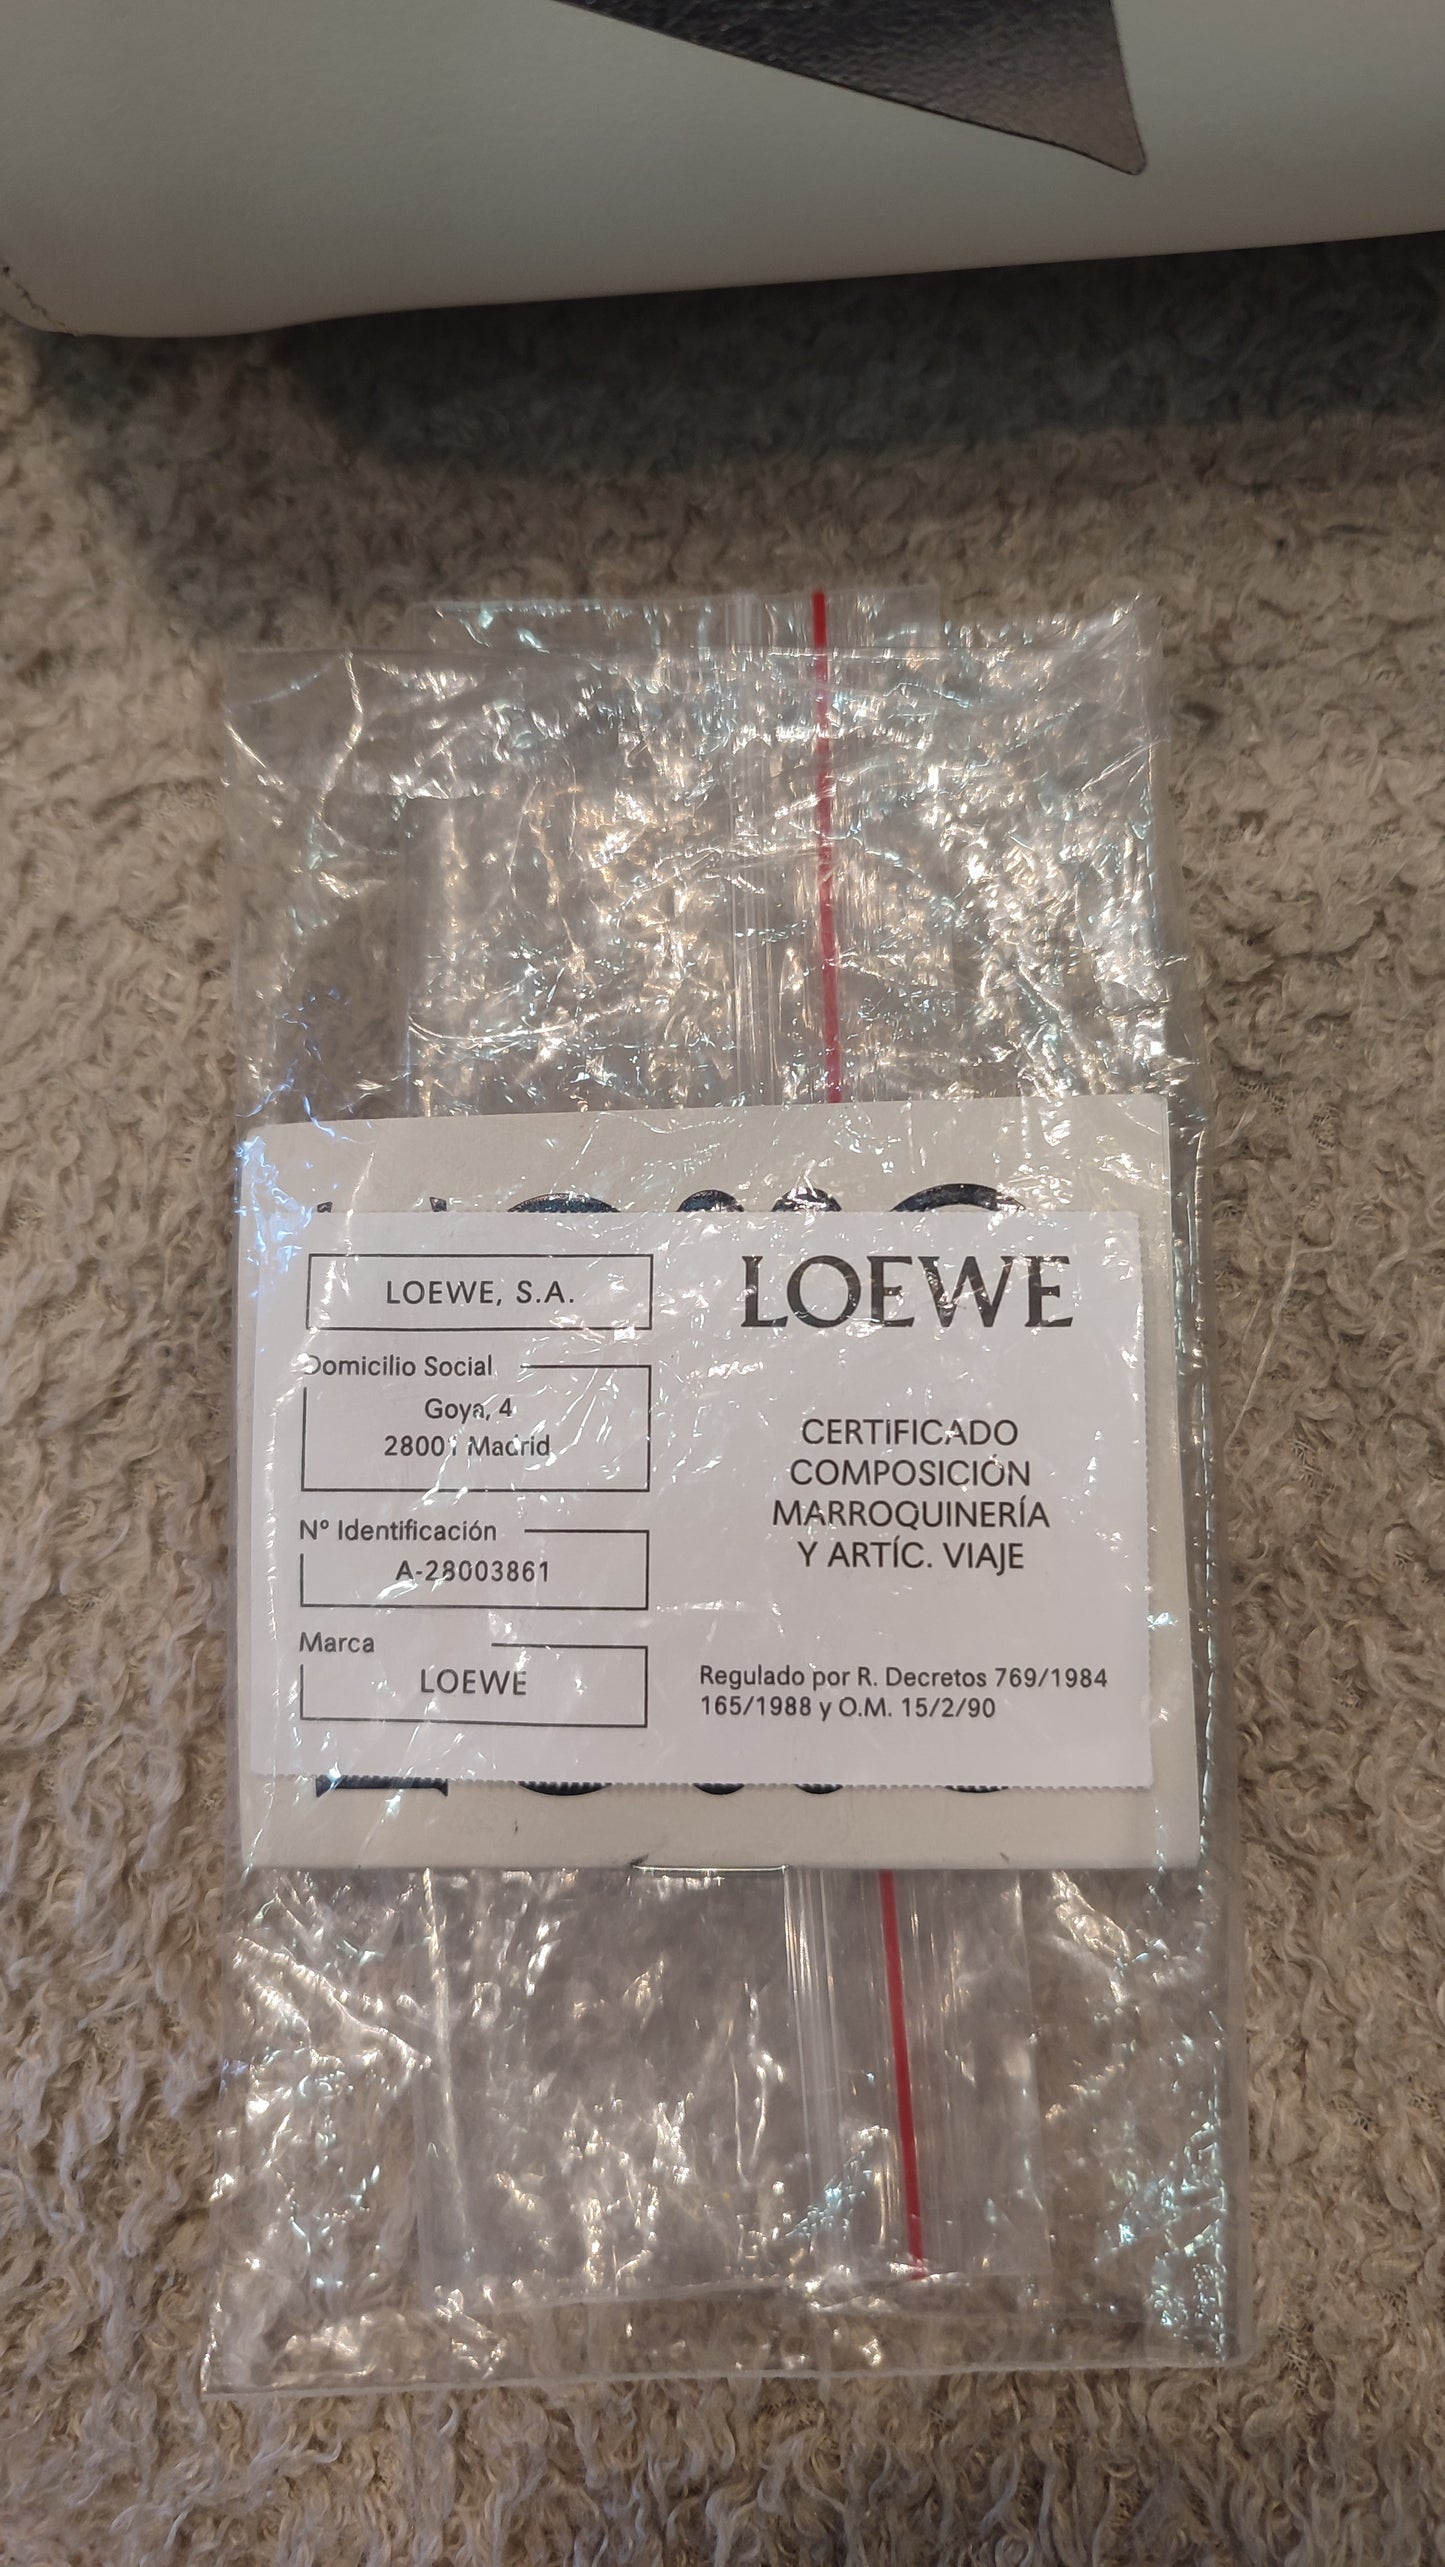 LOEWE, S.A.
Domicilio Social
Goya, 4
28001 Madrid
Nº Identificación
A-28003861
Marca
LOEWE
LOEWE
CERTIFICADO
COMPOSICIÓN
MARROQUINERÍA
Y ARTÍC. VIAJE
Regulado por R. Decretos 769/1984
165/1988 y O.M. 15/2/90